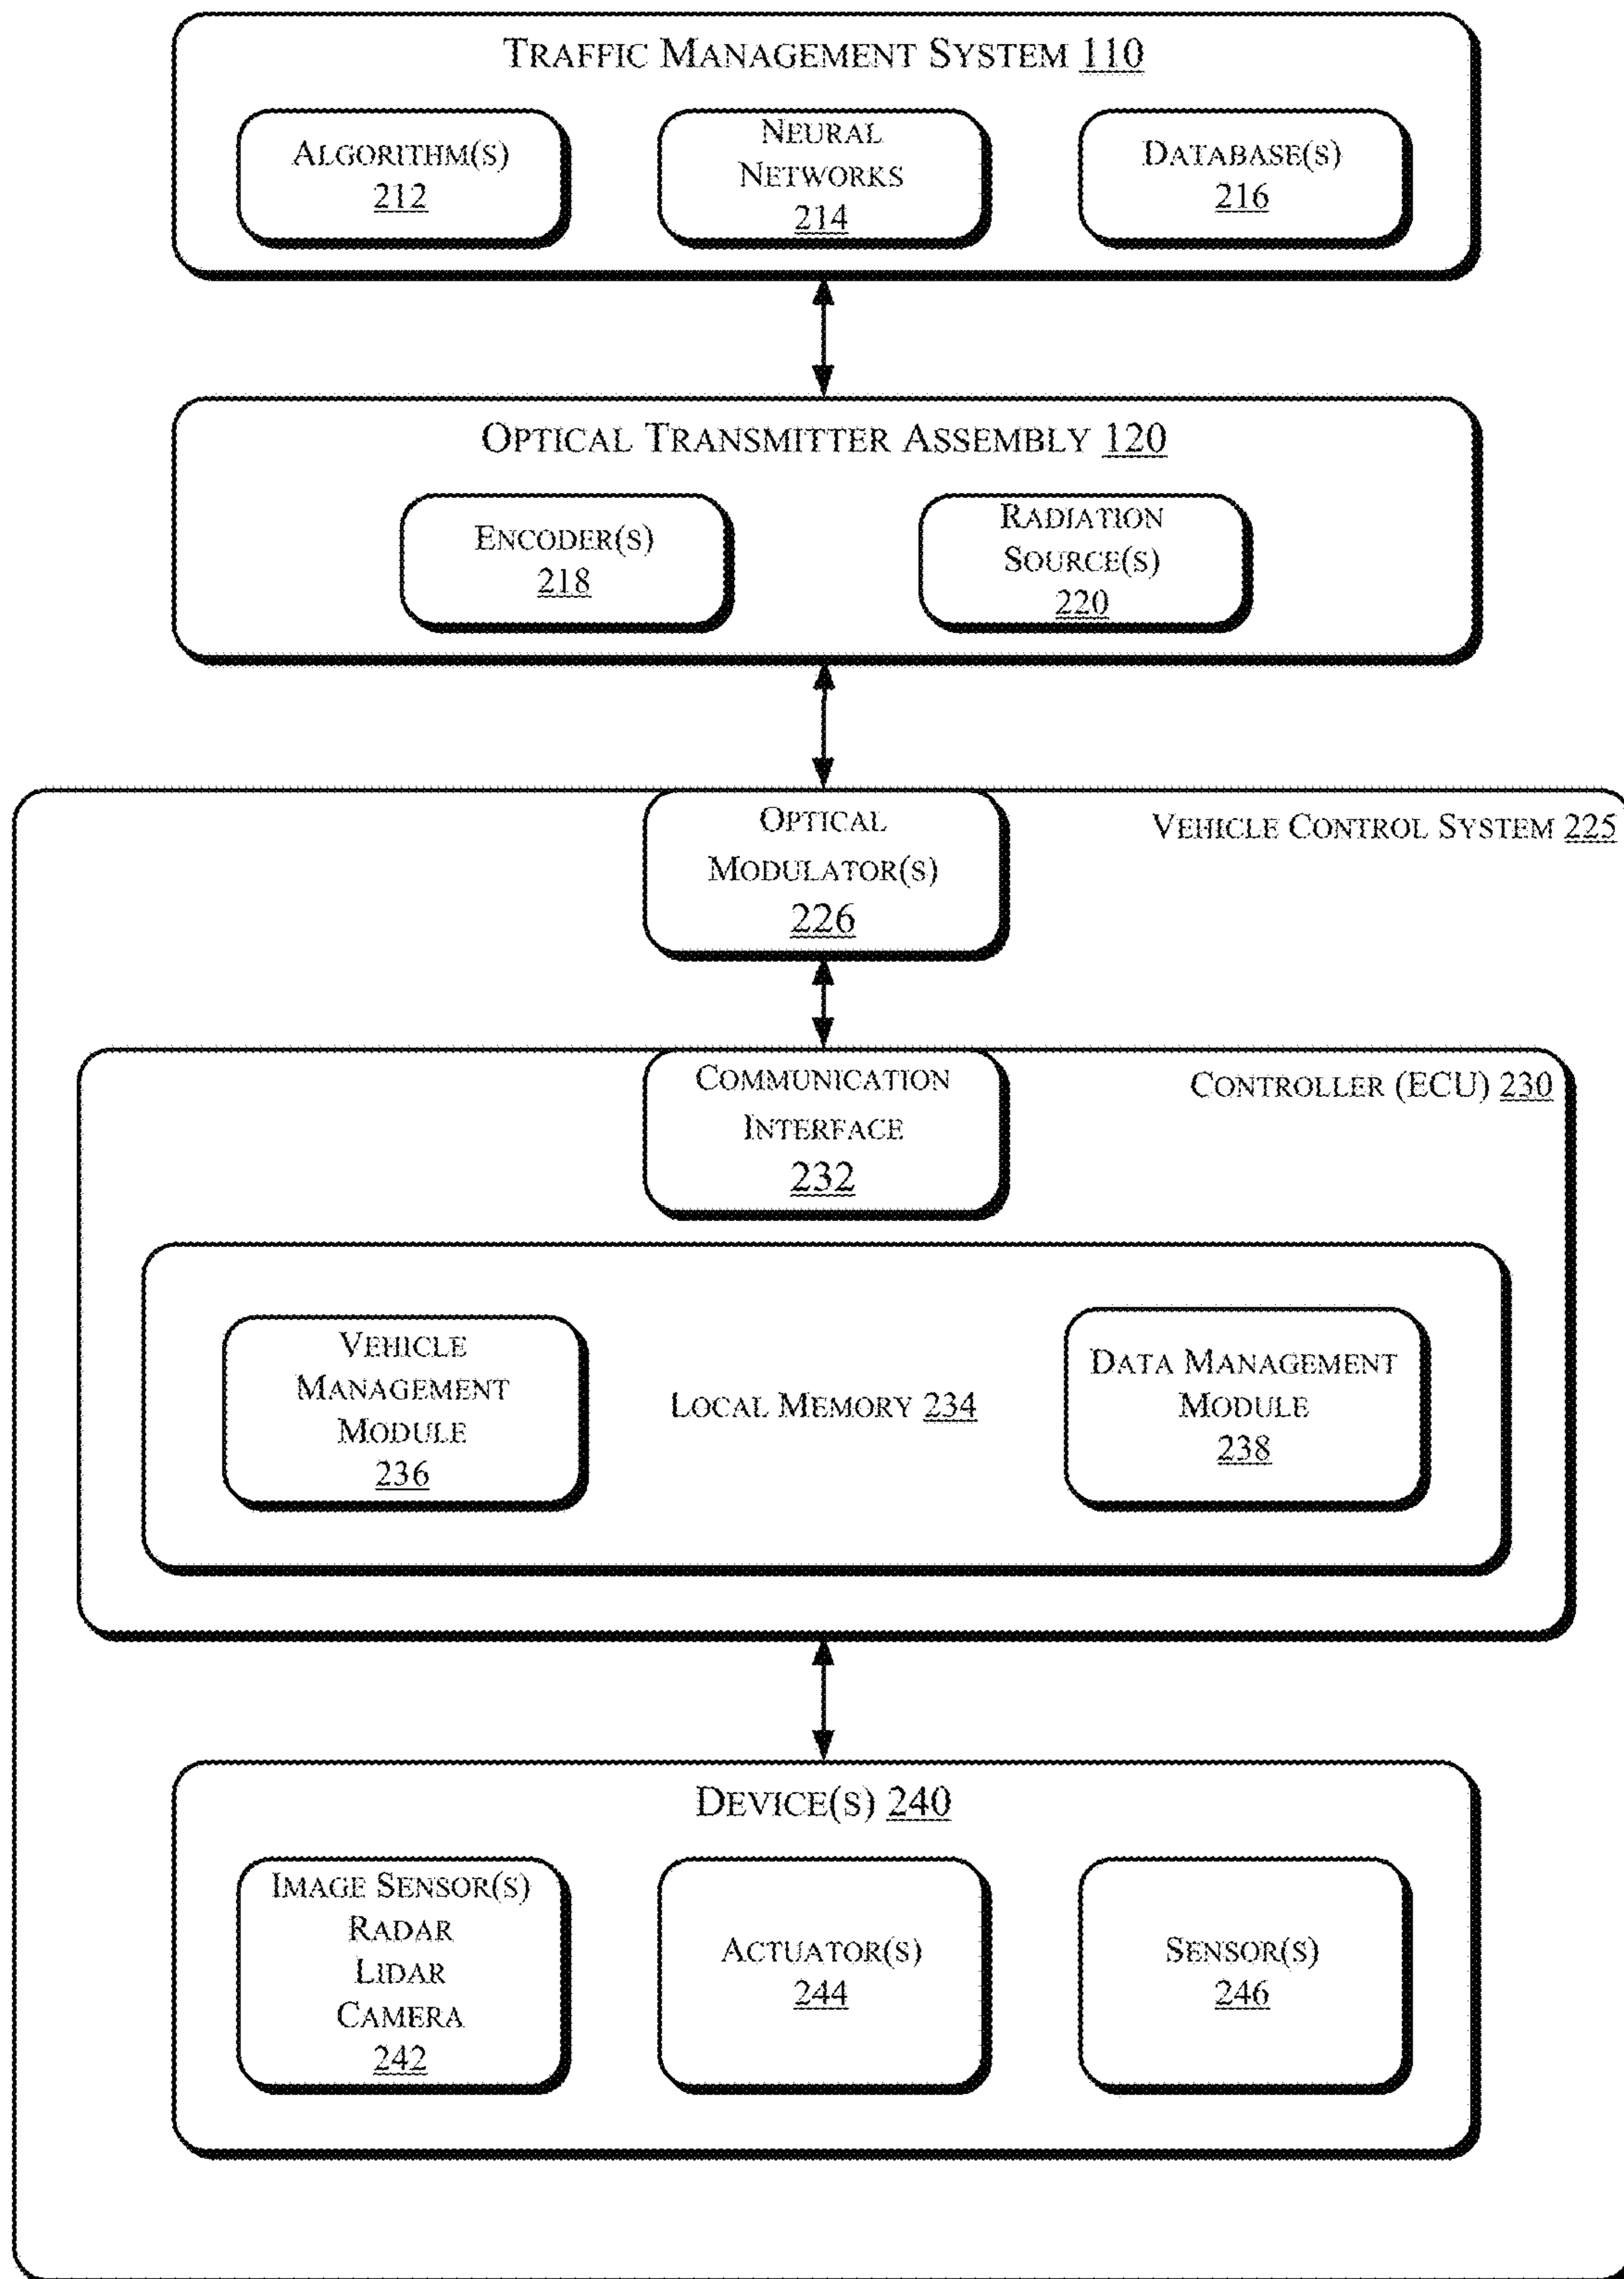 TRAFFIC MANAGEMENT SYSTEM 110
ALGORITHM(S)
212
NEURAL
NETWORKS
214
DATABASE(S)
216
OPTICAL TRANSMITTER ASSEMBLY 120
ENCODER(S)
218
RADIATION
SOURCE(S)
220
VEHICLE CONTROL SYSTEM 225
OPTICAL
MODULATOR(S)
226
CONTROLLER (ECU) 230
COMMUNICATION
INTERFACE
232
VEHICLE
MANAGEMENT
MODULE
236
LOCAL MEMORY 234
DATA MANAGEMENT
MODULE
238
DEVICE(S) 240
IMAGE SENSOR(S)
RADAR
LIDAR
CAMERA
242
ACTUATOR(S)
244
SENSOR(S)
246